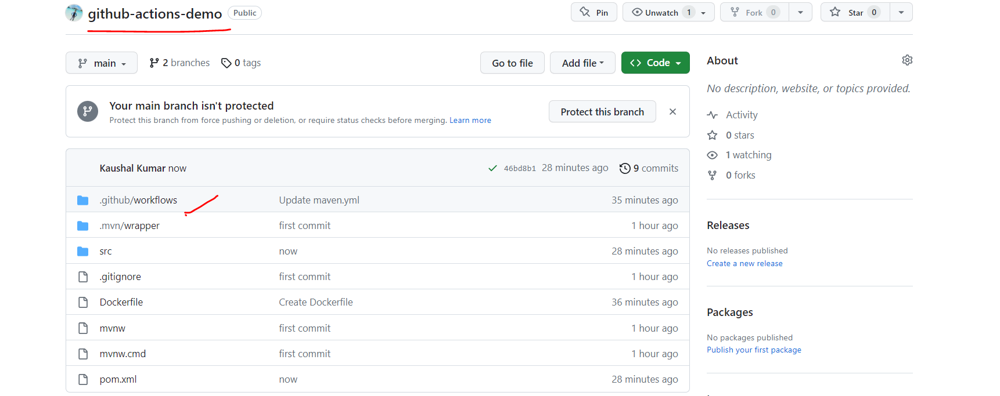 github-actions-demo Public Pin Unwatch 1 Fork 0 Star 0
main 2 branches 0 tags Go to file Add file Code
Your main branch isn't protected
Protect this branch from force pushing or deletion, or require status checks before merging. Learn more
Protect this branch
Kaushal Kumar now 46bd8b1 28 minutes ago 9 commits
.github/workflows Update maven.yml 35 minutes ago
.mvn/wrapper first commit 1 hour ago
src now 28 minutes ago
.gitignore first commit 1 hour ago
Dockerfile Create Dockerfile 36 minutes ago
mvnw first commit 1 hour ago
mvnw.cmd first commit 1 hour ago
pom.xml now 28 minutes ago
About
No description, website, or topics provided.
Activity
0 stars
1 watching
0 forks
Releases
No releases published
Create a new release
Packages
No packages published
Publish your first package